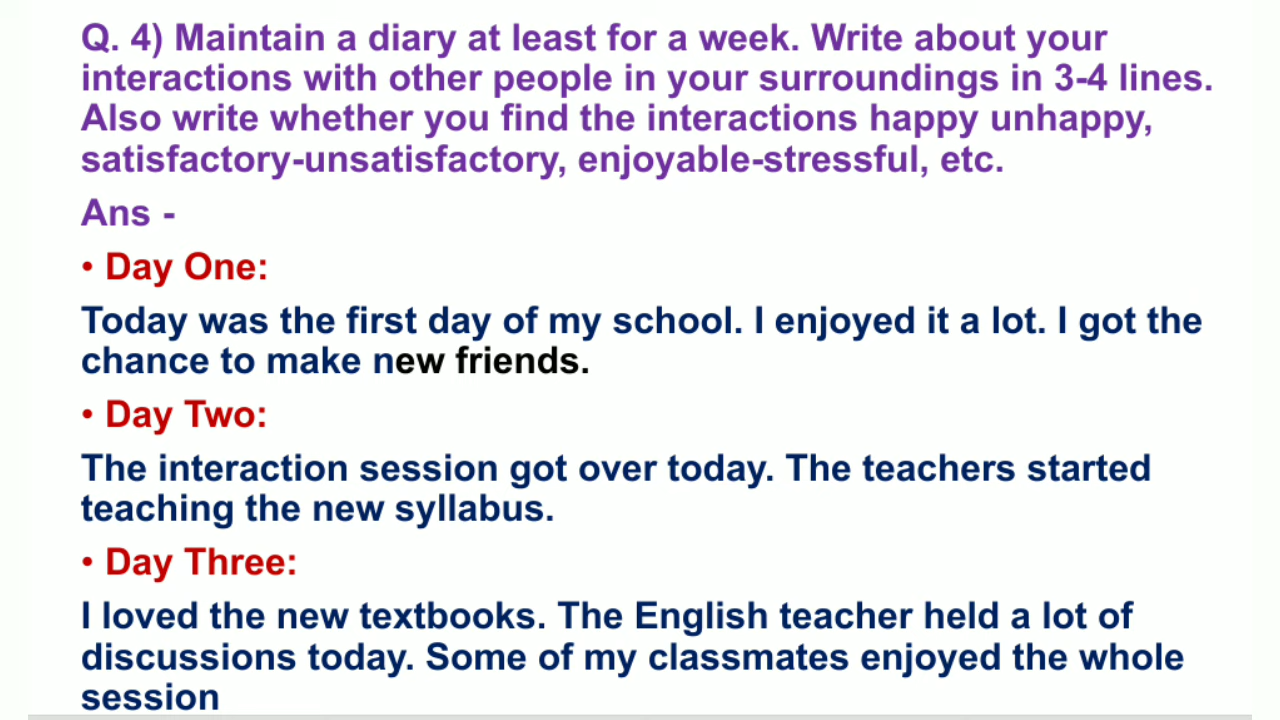 Q. 4) Maintain a diary at least for a week. Write about your
interactions with other people in your surroundings in 3-4 lines.
Also write whether you find the interactions happy unhappy,
satisfactory-unsatisfactory, enjoyable-stressful, etc.
Ans -
• Day One:
Today was the first day of my school. I enjoyed it a lot. I got the
chance to make new friends.
• Day Two:
The interaction session got over today. The teachers started
teaching the new syllabus.
• Day Three:
I loved the new textbooks. The English teacher held a lot of
discussions today. Some of my classmates enjoyed the whole
session